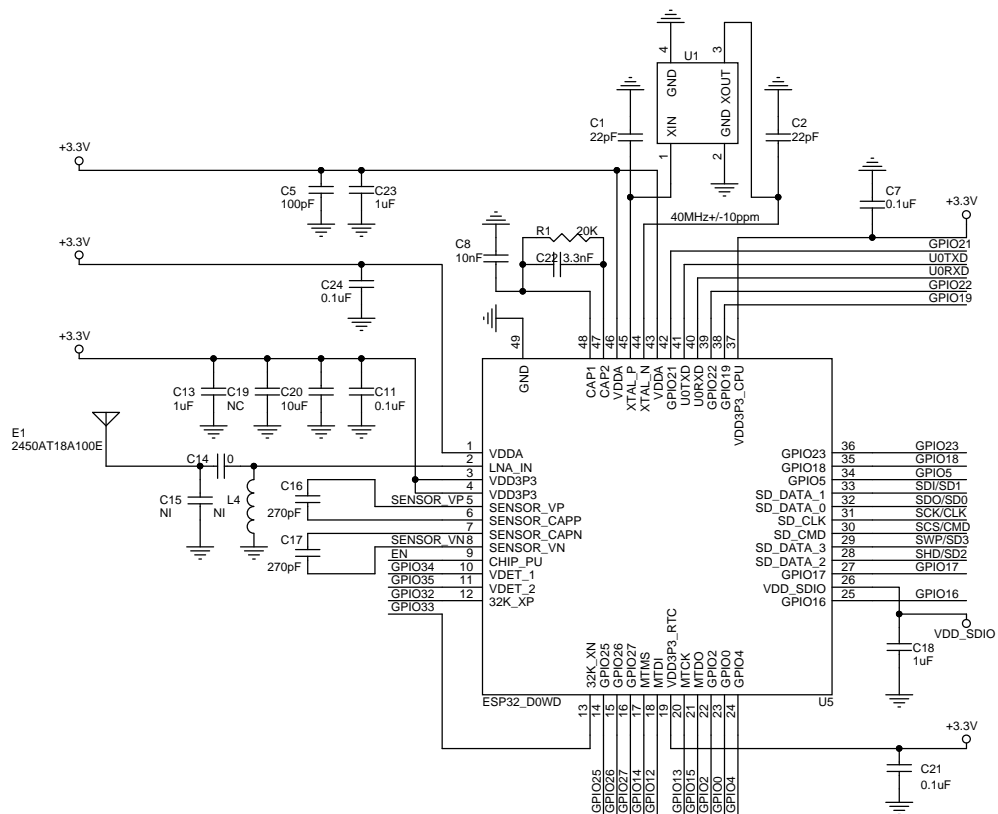 4
3
U1
GND
XOUT
XIN
GND
1
2
C1
22pF
C2
22pF
+3.3V
C5
100pF
C23
1uF
40MHz+/-10ppm
C7
0.1uF
+3.3V
R1
20K
C8
10nF
C22
3.3nF
GPIO21
U0TXD
U0RXD
GPIO22
GPIO19
+3.3V
C24
0.1uF
+3.3V
C13
1uF
C19
NC
C20
10uF
C11
0.1uF
49
48
47
46
45
44
43
42
41
40
39
38
37
GND
CAP1
CAP2
VDDA
XTAL_P
XTAL_N
VDDA
GPIO21
U0TXD
U0RXD
GPIO22
GPIO19
VDD3P3_CPU
E1
2450AT18A100E
C14
0
C15
NI
L4
NI
C16
270pF
C17
270pF
1
VDDA
2
LNA_IN
3
VDD3P3
4
VDD3P3
SENSOR_VP
5
SENSOR_VP
6
SENSOR_CAPP
7
SENSOR_CAPN
SENSOR_VN
8
SENSOR_VN
EN
9
CHIP_PU
GPIO34
10
VDET_1
GPIO35
11
VDET_2
GPIO32
12
32K_XP
GPIO33
GPIO23
36
GPIO23
GPIO18
35
GPIO18
GPIO5
34
GPIO5
SD_DATA_1
33
SDI/SD1
SD_DATA_0
32
SDO/SD0
SD_CLK
31
SCK/CLK
SD_CMD
30
SCS/CMD
SD_DATA_3
29
SWP/SD3
SD_DATA_2
28
SHD/SD2
GPIO17
27
GPIO17
VDD_SDIO
26
GPIO16
25
GPIO16
VDD_SDIO
C18
1uF
32K_XN
GPIO25
GPIO26
GPIO27
MTMS
MTDI
VDD3P3_RTC
MTCK
MTDO
GPIO2
GPIO0
GPIO4
ESP32_D0WD
U5
13
14
15
16
17
18
19
20
21
22
23
24
+3.3V
C21
0.1uF
GPIO25
GPIO26
GPIO27
GPIO14
GPIO12
GPIO13
GPIO15
GPIO2
GPIO0
GPIO4